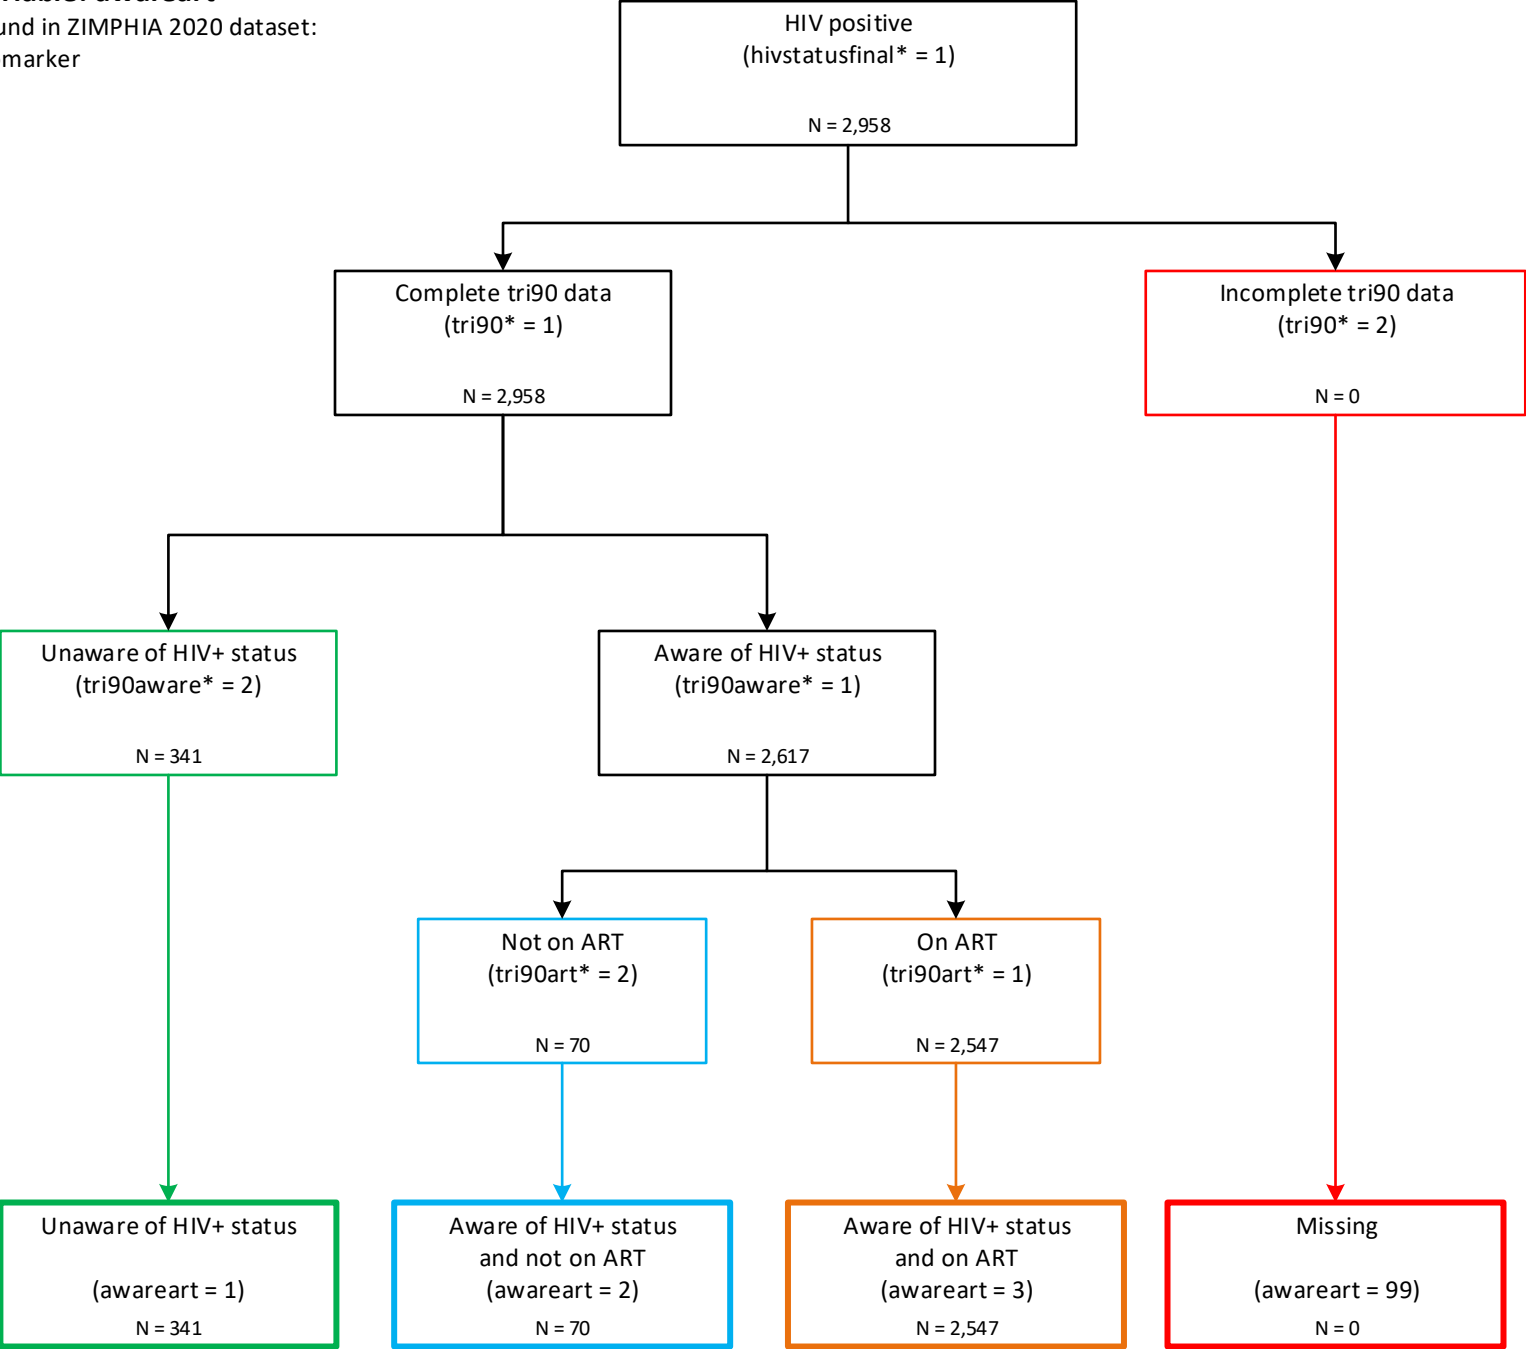 awareart
und in ZIMPHIA 2020 dataset:
marker
HIV positive
(hivstatusfinal* = 1)
N = 2,958
Complete tri90 data
(tri90* = 1)
N = 2,958
Incomplete tri90 data
(tri90* = 2)
N = 0
Unaware of HIV+ status
(tri90aware* = 2)
N = 341
Aware of HIV+ status
(tri90aware* = 1)
N = 2,617
Not on ART
(tri90art* = 2)
N = 70
On ART
(tri90art* = 1)
N = 2,547
Unaware of HIV+ status
(awareart = 1)
N = 341
Aware of HIV+ status
and not on ART
(awareart = 2)
N = 70
Aware of HIV+ status
and on ART
(awareart = 3)
N = 2,547
Missing
(awareart = 99)
N = 0